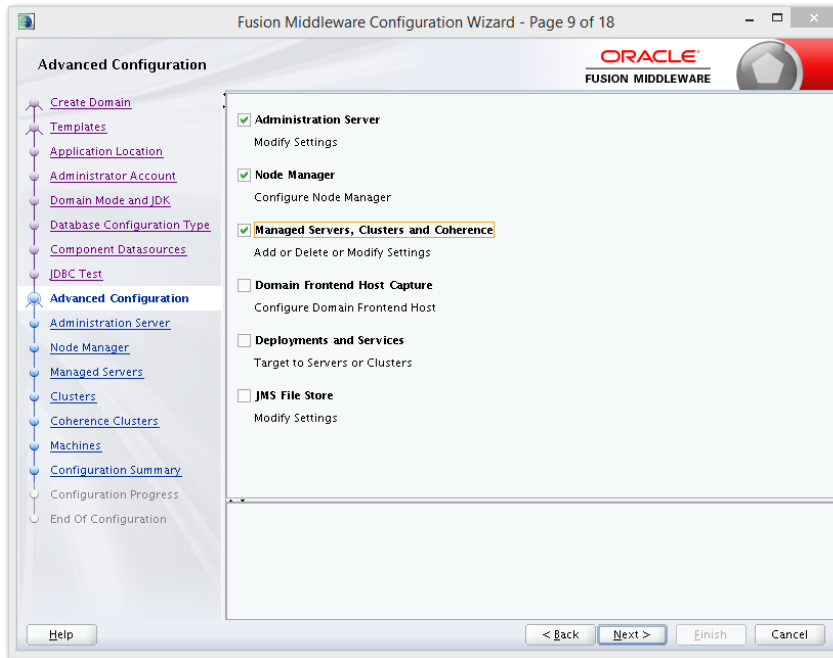 Fusion Middleware Configuration Wizard - Page 9 of 18
Advanced Configuration
ORACLE
FUSION MIDDLEWARE
Create Domain
Templates
Application Location
Administrator Account
Domain Mode and JDK
Database Configuration Type
Component Datasources
JDBC Test
Advanced Configuration
Administration Server
Node Manager
Managed Servers
Clusters
Coherence Clusters
Machines
Configuration Summary
Configuration Progress
End Of Configuration
Administration Server
Modify Settings
Node Manager
Configure Node Manager
Managed Servers, Clusters and Coherence
Add or Delete or Modify Settings
Domain Frontend Host Capture
Configure Domain Frontend Host
Deployments and Services
Target to Servers or Clusters
JMS File Store
Modify Settings
Help
< Back
Next >
Finish
Cancel